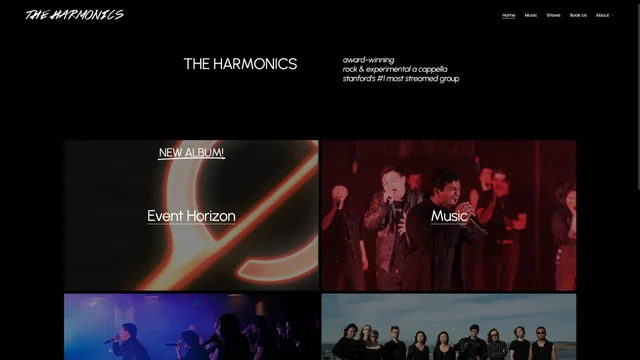 THE HARMONICS
Home Music Shows Book Us About
THE HARMONICS
award-winning
rock & experimental a cappella
stanford's #1 most streamed group
NEW ALBUM!
Event Horizon
Music